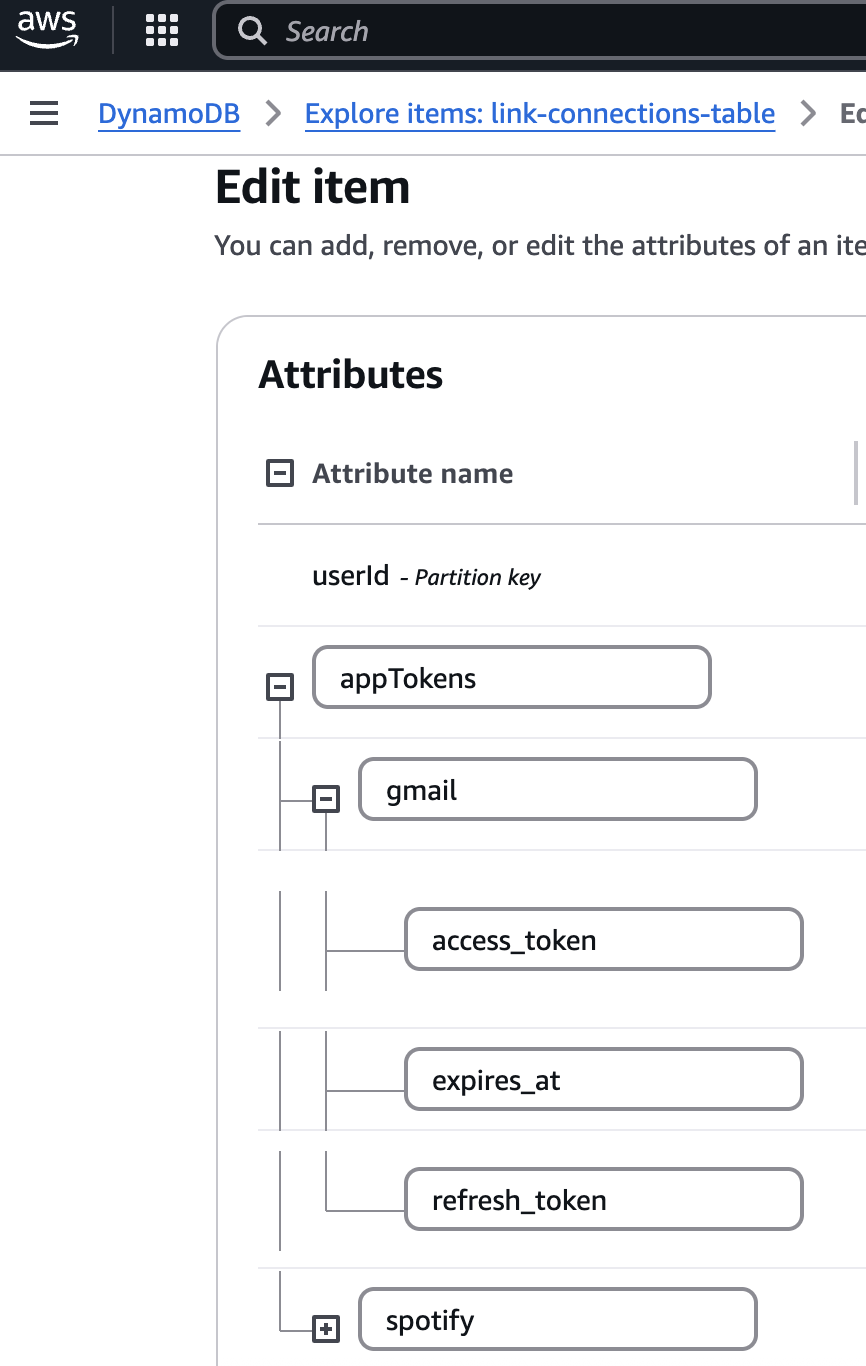 aws
Search
DynamoDB > Explore items: link-connections-table > Ec
Edit item
You can add, remove, or edit the attributes of an ite
Attributes
Attribute name
userId - Partition key
appTokens
gmail
access_token
expires_at
refresh_token
spotify